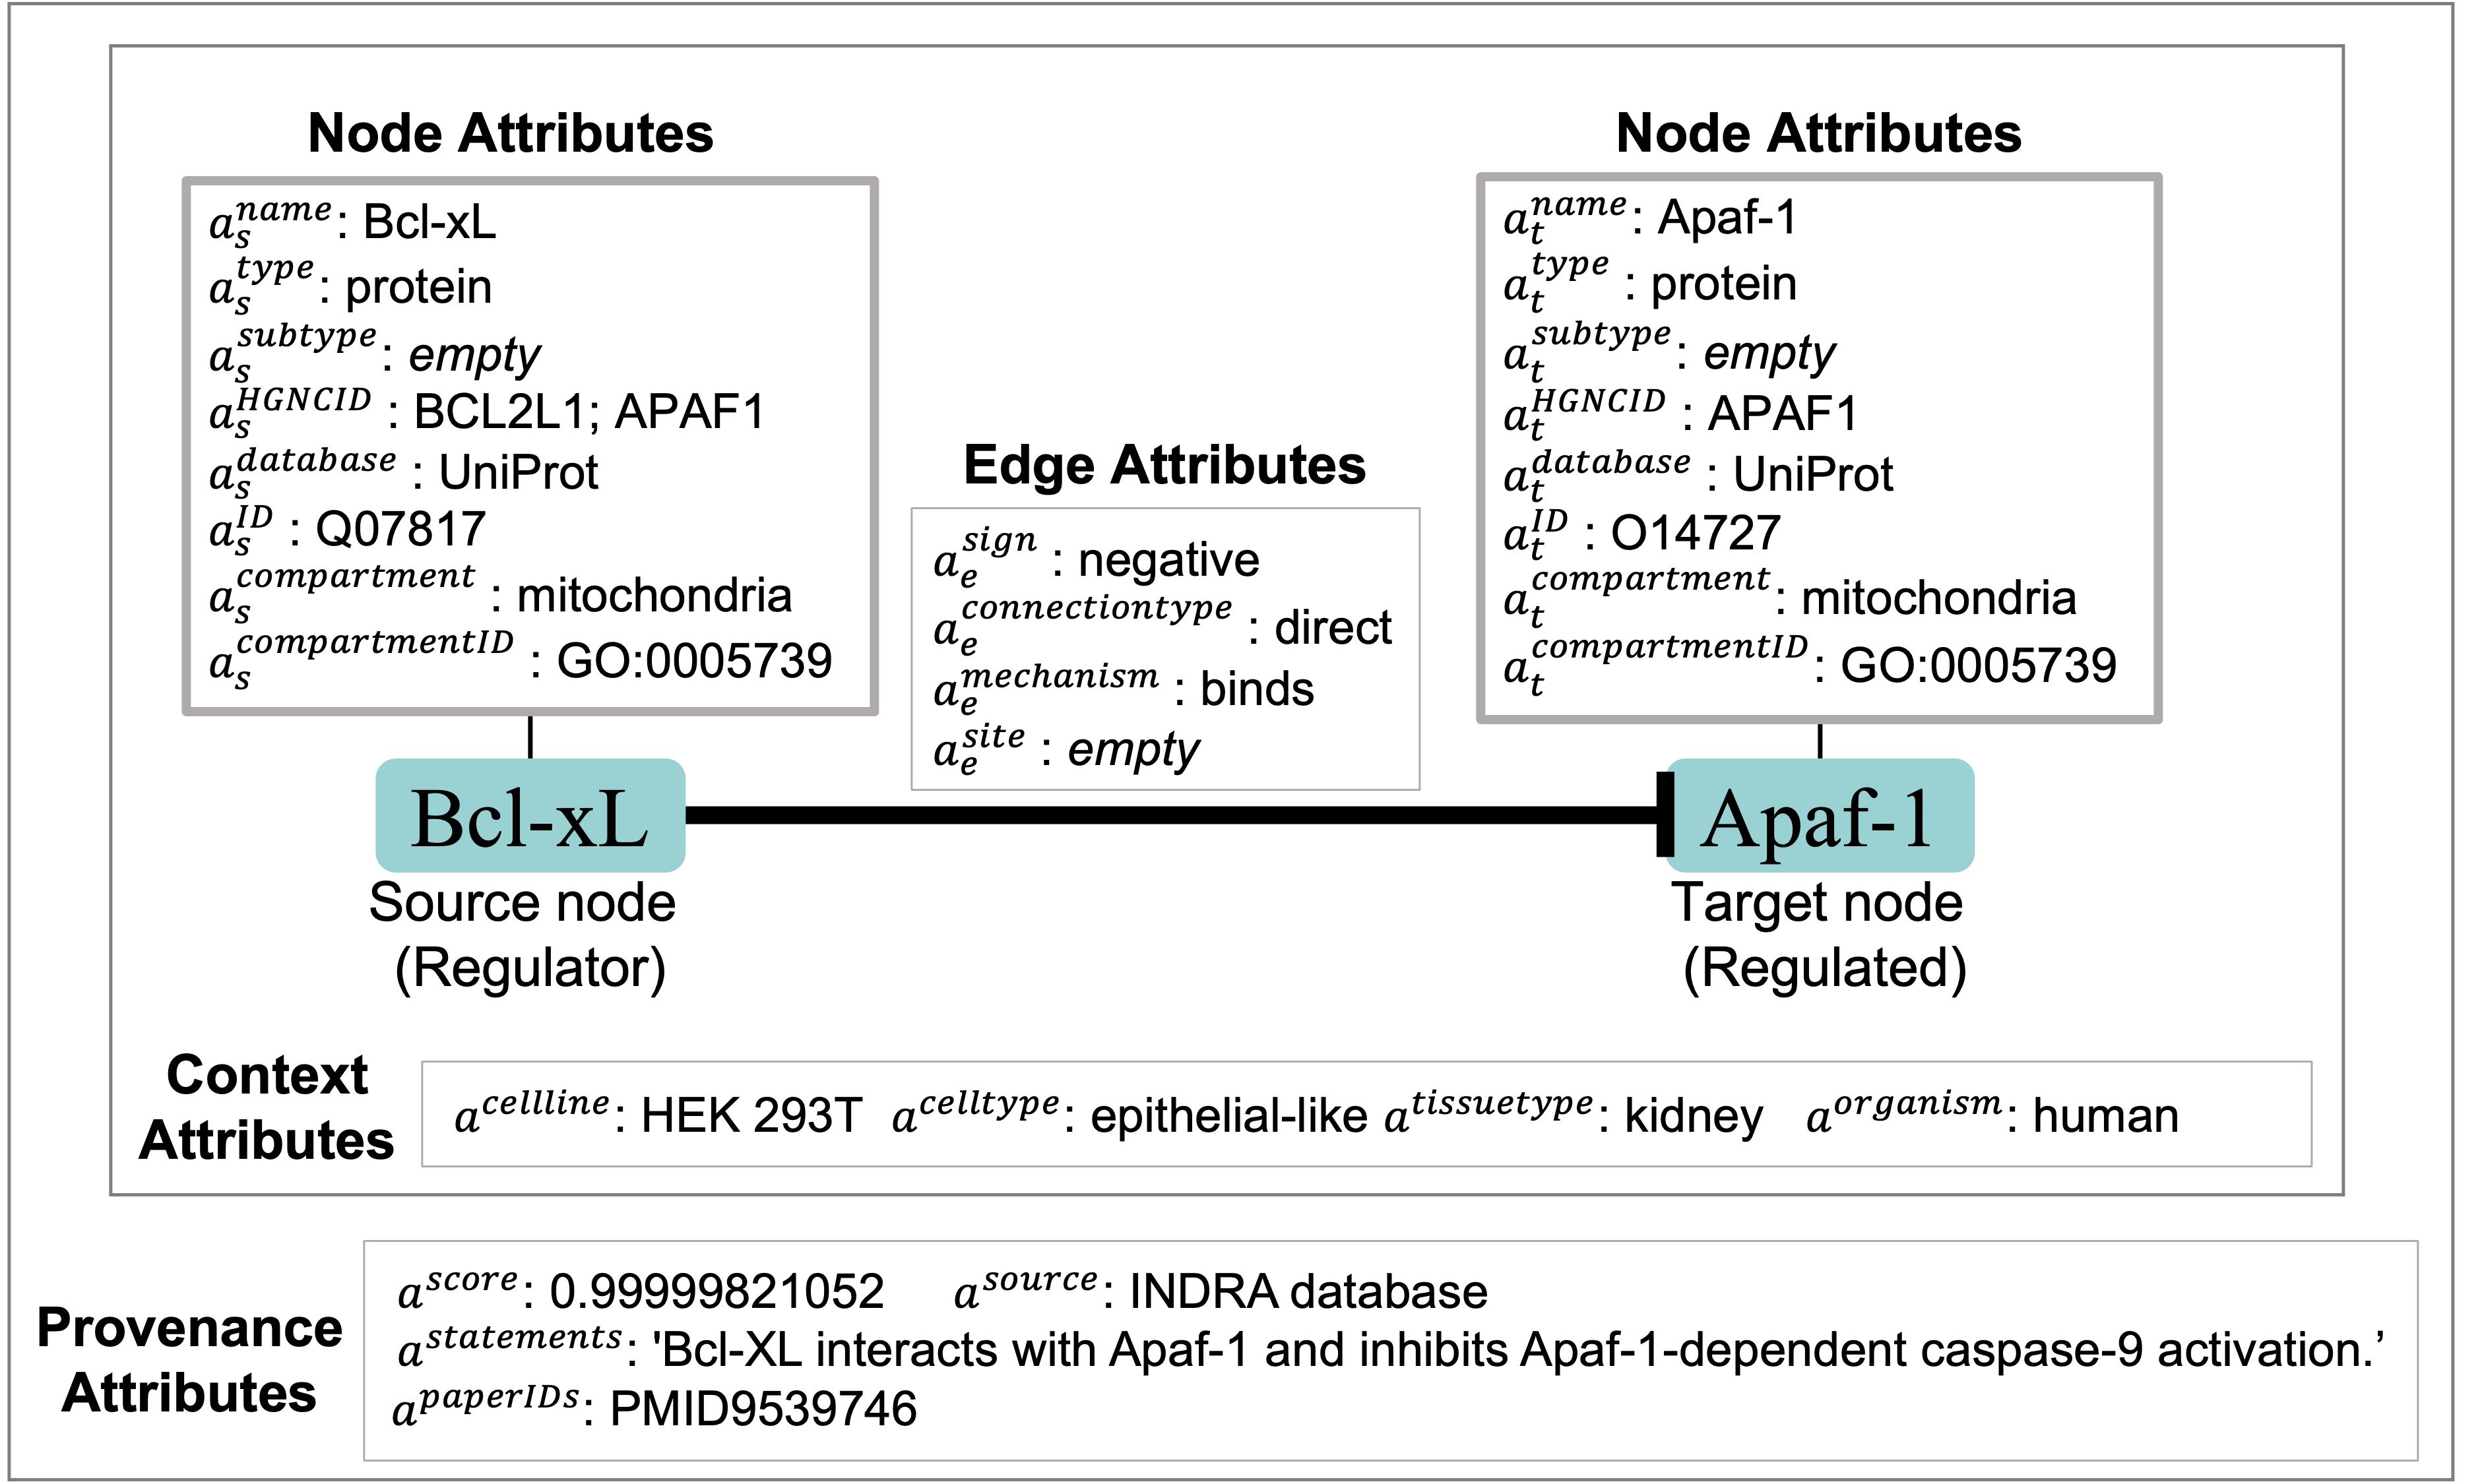 Node Attributes
a_s^name: Bcl-xL
a_s^type: protein
a_s^subtype: empty
a_s^HGNCID : BCL2L1; APAF1
a_s^database : UniProt
a_s^ID : Q07817
a_s^compartment : mitochondria
a_s^compartmentID : GO:0005739
Node Attributes
a_t^name: Apaf-1
a_t^type : protein
a_t^subtype: empty
a_t^HGNCID : APAF1
a_t^database : UniProt
a_t^ID : O14727
a_t^compartment: mitochondria
a_t^compartmentID: GO:0005739
Edge Attributes
a_e^sign : negative
a_e^connectiontype : direct
a_e^mechanism : binds
a_e^site : empty
Bcl-xL
Source node
(Regulator)
Apaf-1
Target node
(Regulated)
Context
Attributes
a^cellline: HEK 293T a^celltype: epithelial-like a^tissuetype: kidney a^organism: human
Provenance
Attributes
a^score: 0.99999821052 a^source: INDRA database
a^statements: 'Bcl-XL interacts with Apaf-1 and inhibits Apaf-1-dependent caspase-9 activation.’
a^paperIDs: PMID9539746